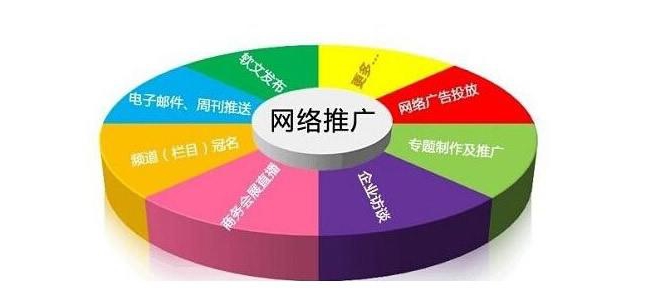 网络推广
更多…
网络广告投放
专题制作及推广
企业访谈
商务会展直播
频道（栏目）冠名
电子邮件、周刊推送
软文发布